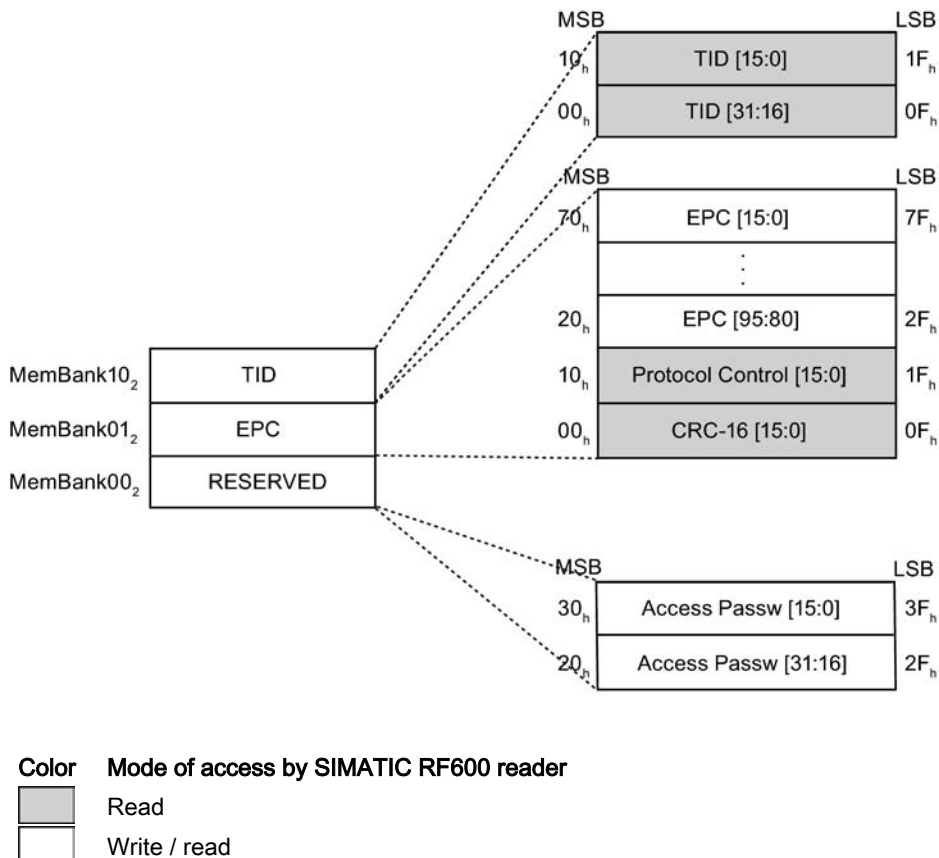 MSB LSB
10h TID [15:0] 1Fh
00h TID [31:16] 0Fh
MSB LSB
70h EPC [15:0] 7Fh
⋮
20h EPC [95:80] 2Fh
10h Protocol Control [15:0] 1Fh
00h CRC-16 [15:0] 0Fh
MemBank10₂ TID
MemBank01₂ EPC
MemBank00₂ RESERVED
MSB LSB
30h Access Passw [15:0] 3Fh
20h Access Passw [31:16] 2Fh
Color Mode of access by SIMATIC RF600 reader
Read
Write / read